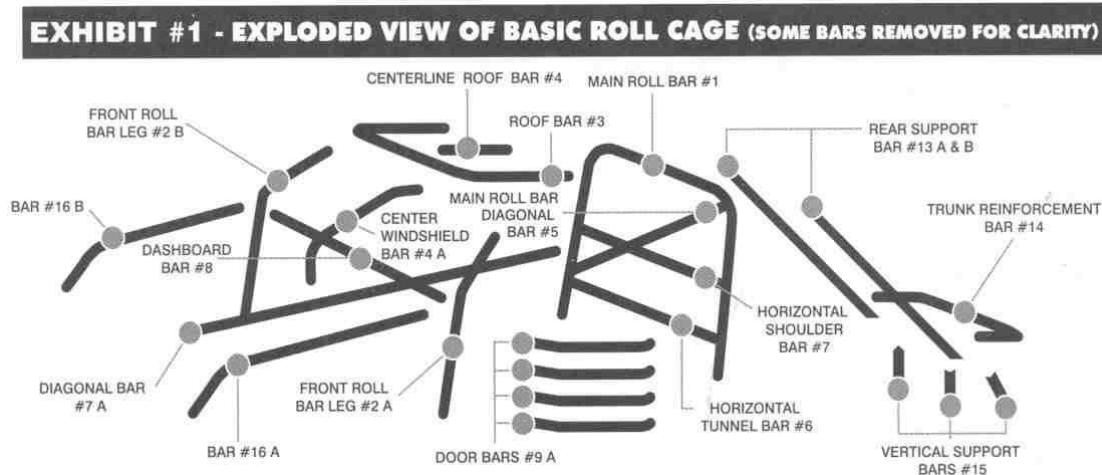 EXHIBIT #1 - EXPLODED VIEW OF BASIC ROLL CAGE (SOME BARS REMOVED FOR CLARITY)
CENTERLINE ROOF BAR #4
MAIN ROLL BAR #1
FRONT ROLL
BAR LEG #2 B
ROOF BAR #3
REAR SUPPORT
BAR #13 A & B
BAR #16 B
DASHBOARD
BAR #8
CENTER
WINDSHIELD
BAR #4 A
MAIN ROLL BAR
DIAGONAL
BAR #5
TRUNK REINFORCEMENT
BAR #14
HORIZONTAL
SHOULDER
BAR #7
DIAGONAL BAR
#7 A
BAR #16 A
FRONT ROLL
BAR LEG #2 A
DOOR BARS #9 A
HORIZONTAL
TUNNEL BAR #6
VERTICAL SUPPORT
BARS #15